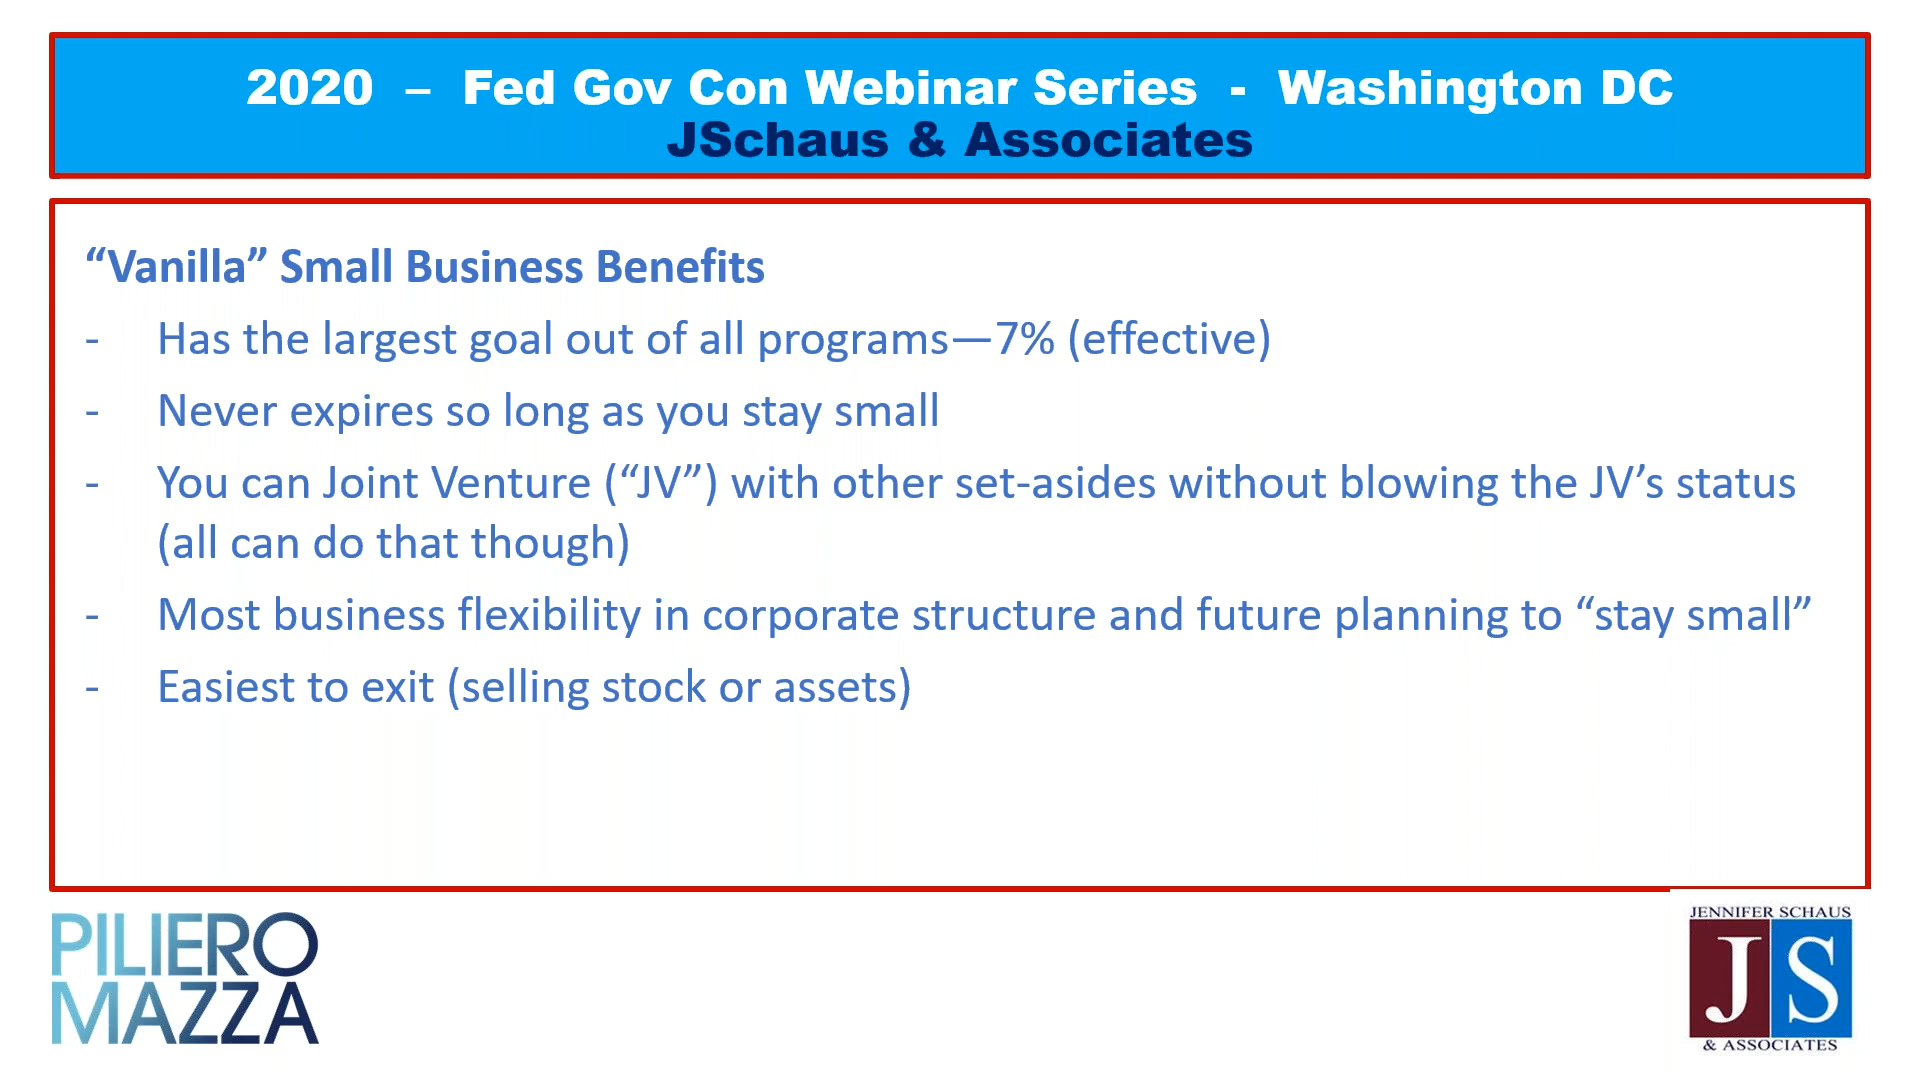 2020 – Fed Gov Con Webinar Series - Washington DC
JSchaus & Associates
“Vanilla” Small Business Benefits
- Has the largest goal out of all programs—7% (effective)
- Never expires so long as you stay small
- You can Joint Venture (“JV”) with other set-asides without blowing the JV’s status
(all can do that though)
- Most business flexibility in corporate structure and future planning to “stay small”
- Easiest to exit (selling stock or assets)
PILIERO
MAZZA
JENNIFER SCHAUS
JS
& ASSOCIATES